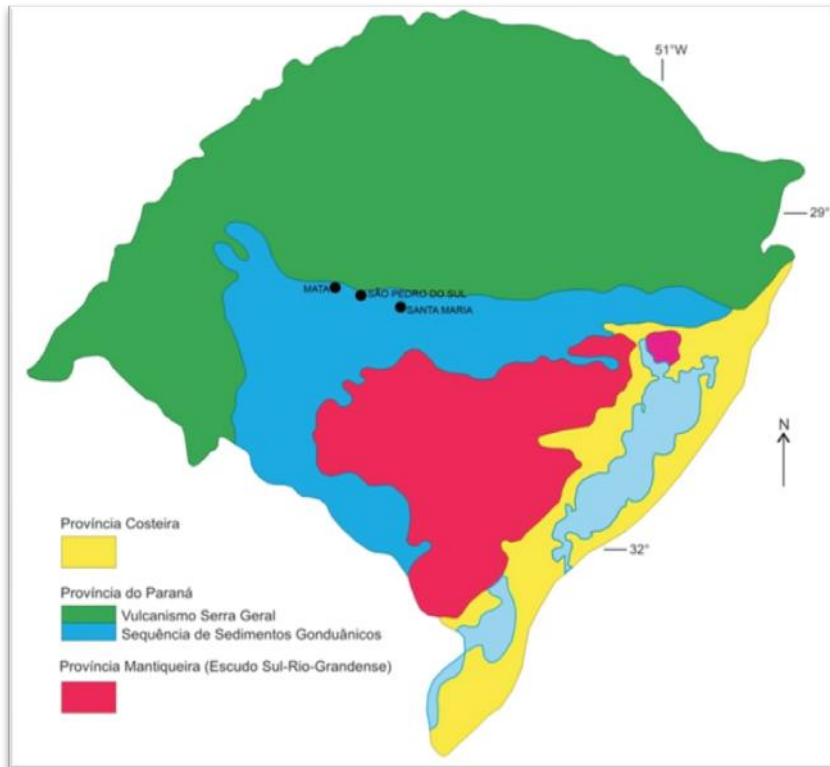 51°W
29°
MATA
SÃO PEDRO DO SUL
SANTA MARIA
N
32°
Província Costeira
Província do Paraná
Vulcanismo Serra Geral
Sequência de Sedimentos Gonduânicos
Província Mantiqueira (Escudo Sul-Rio-Grandense)